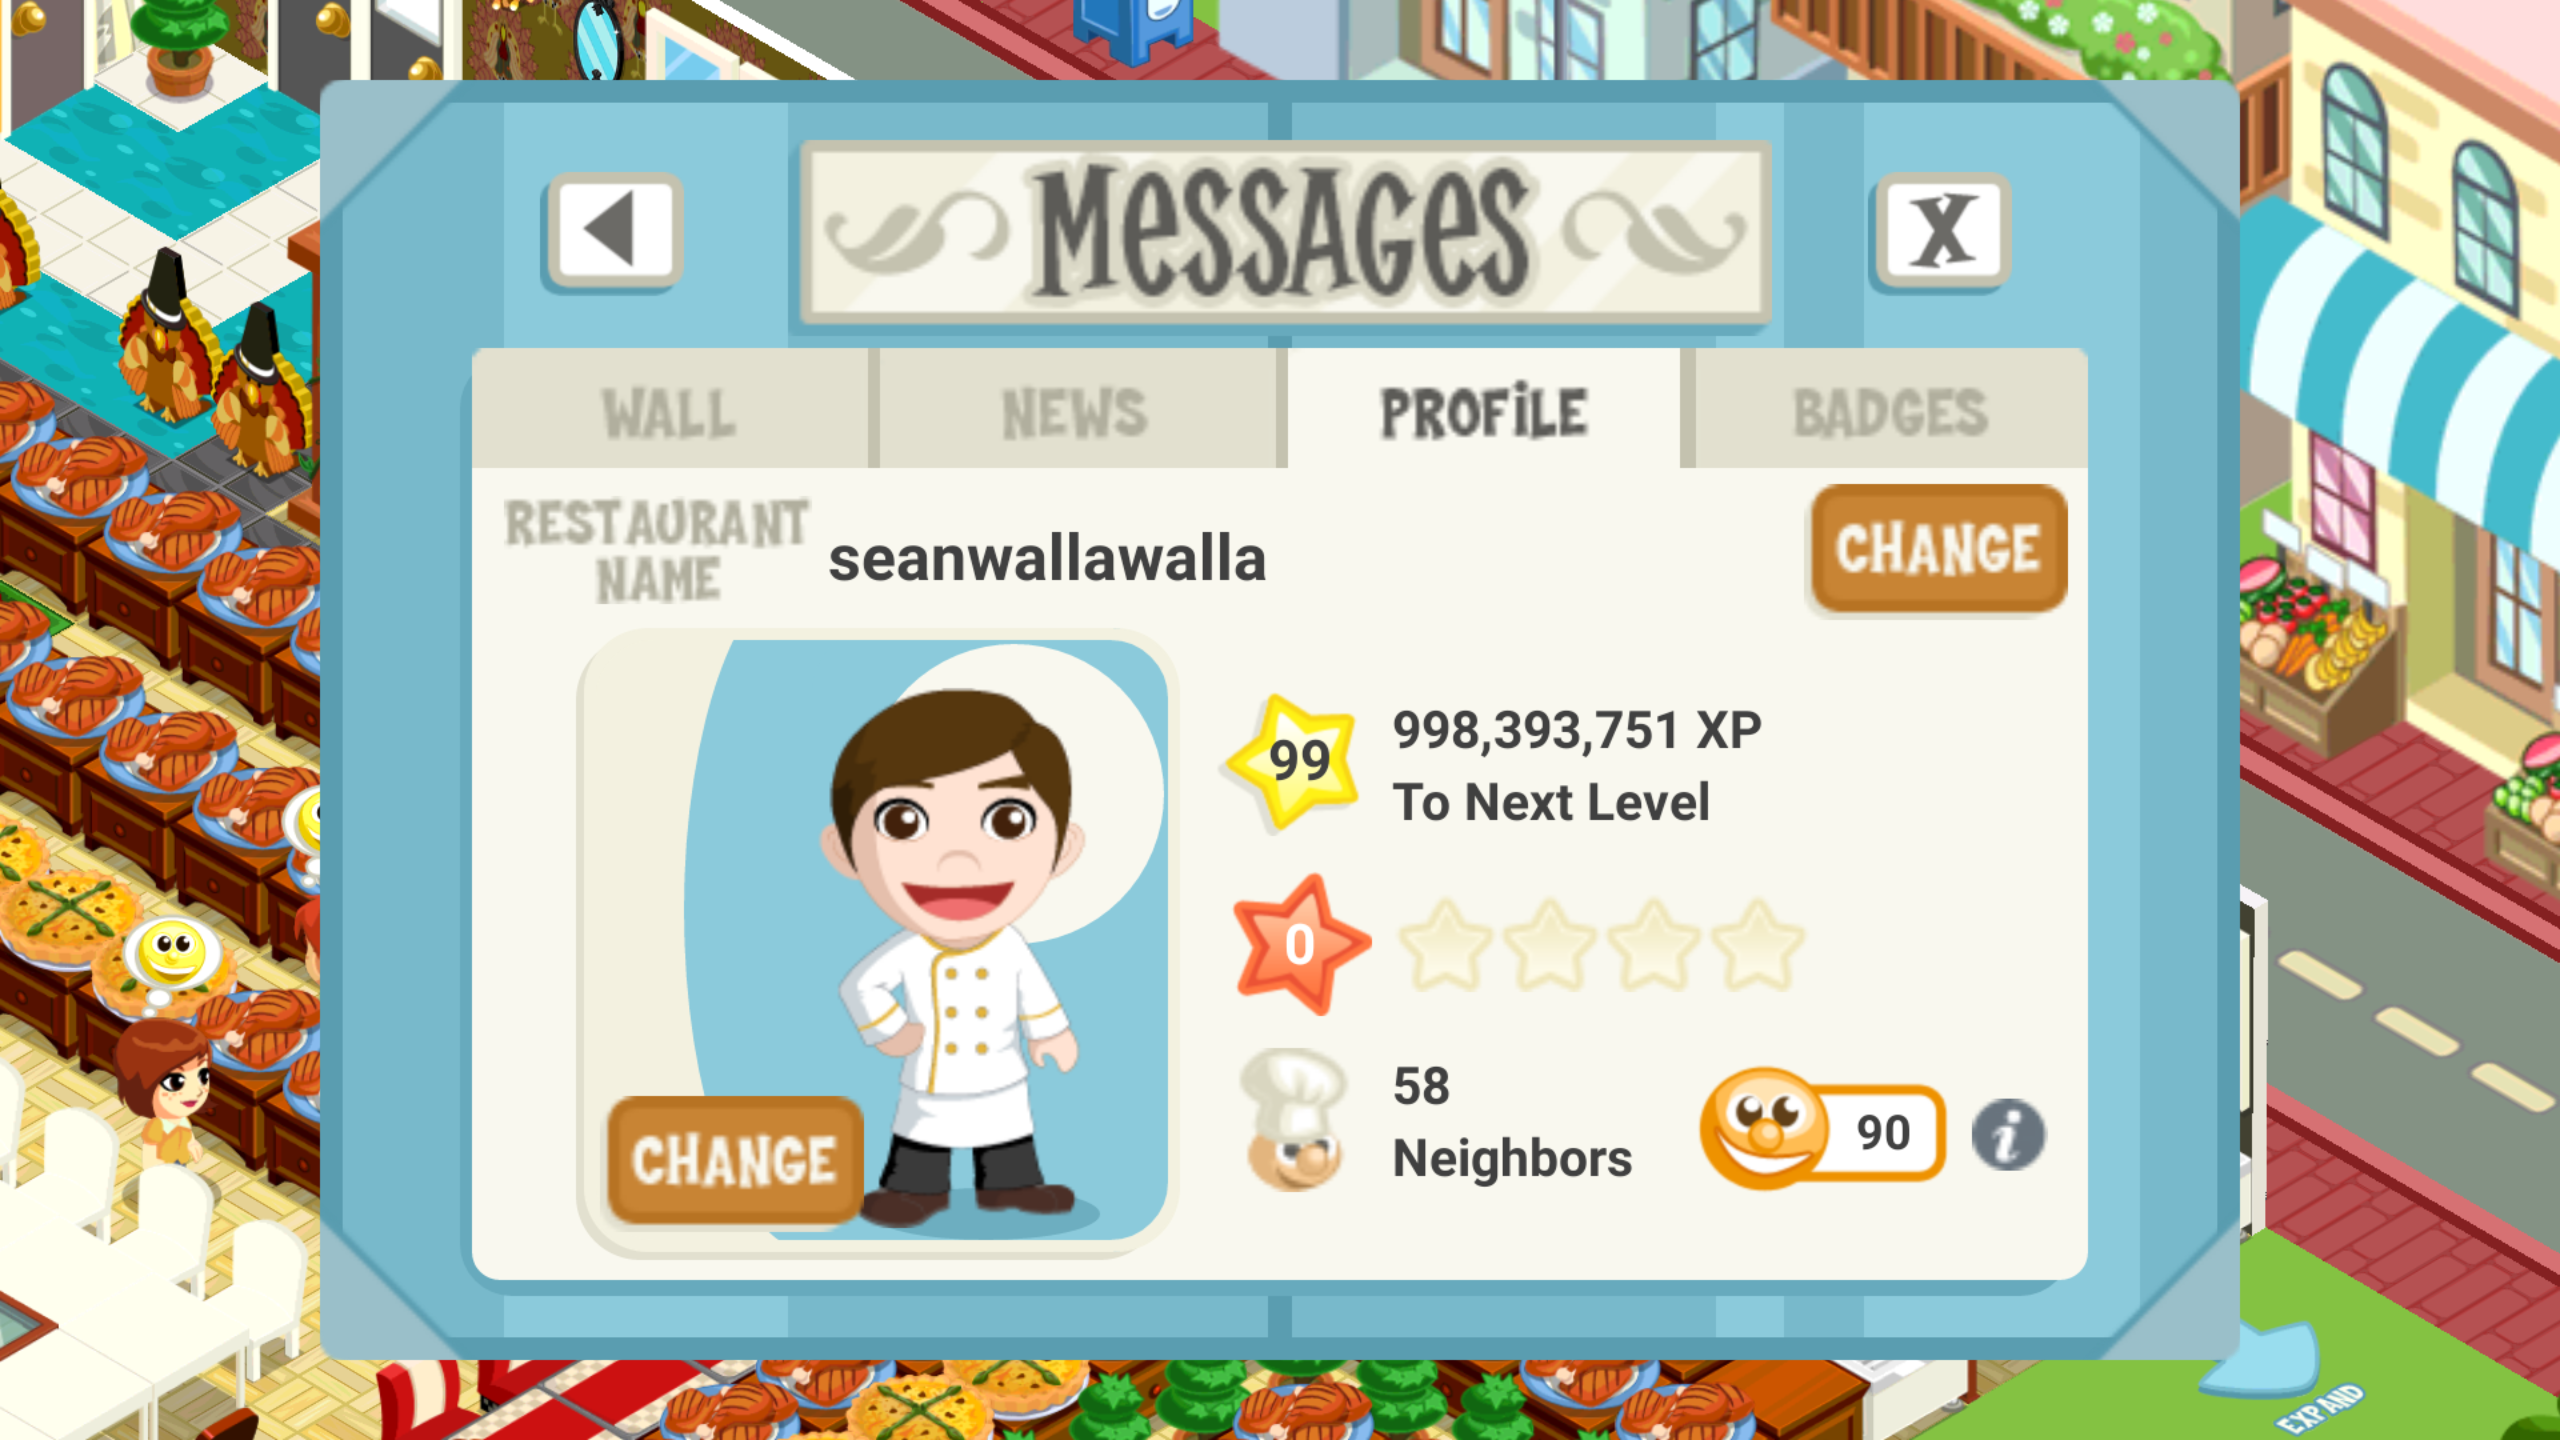 MESSAGES
X
WALL
NEWS
PROFILE
BADGES
RESTAURANT
NAME
seanwallawalla
CHANGE
99
998,393,751 XP
To Next Level
0
58
Neighbors
90
i
CHANGE
EXPAND